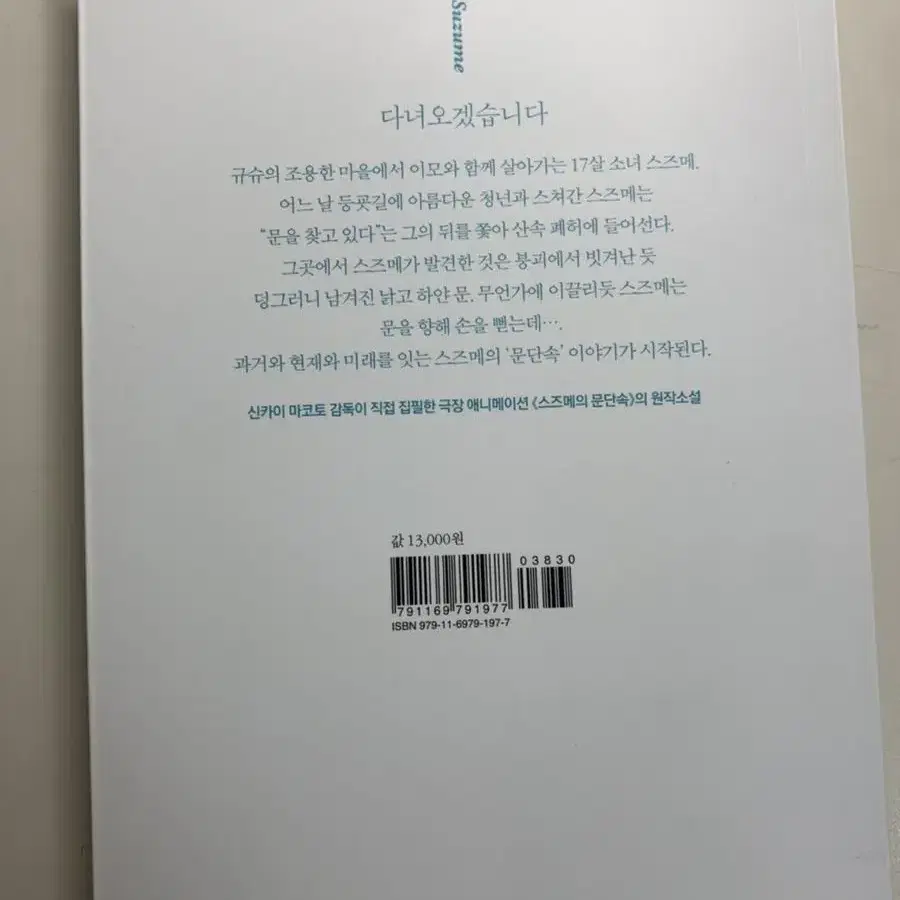 Suzume
다녀오겠습니다
규슈의 조용한 마을에서 이모와 함께 살아가는 17살 소녀 스즈메.
어느 날 등굣길에 아름다운 청년과 스쳐간 스즈메는
“문을 찾고 있다”는 그의 뒤를 쫓아 산속 폐허에 들어선다.
그곳에서 스즈메가 발견한 것은 붕괴에서 빗겨난 듯
덩그러니 남겨진 낡고 하얀 문. 무언가에 이끌리듯 스즈메는
문을 향해 손을 뻗는데….
과거와 현재와 미래를 잇는 스즈메의 ‘문단속’ 이야기가 시작된다.
신카이 마코토 감독이 직접 집필한 극장 애니메이션 《스즈메의 문단속》의 원작소설
값 13,000원
03830
791169 791977
ISBN 979-11-6979-197-7